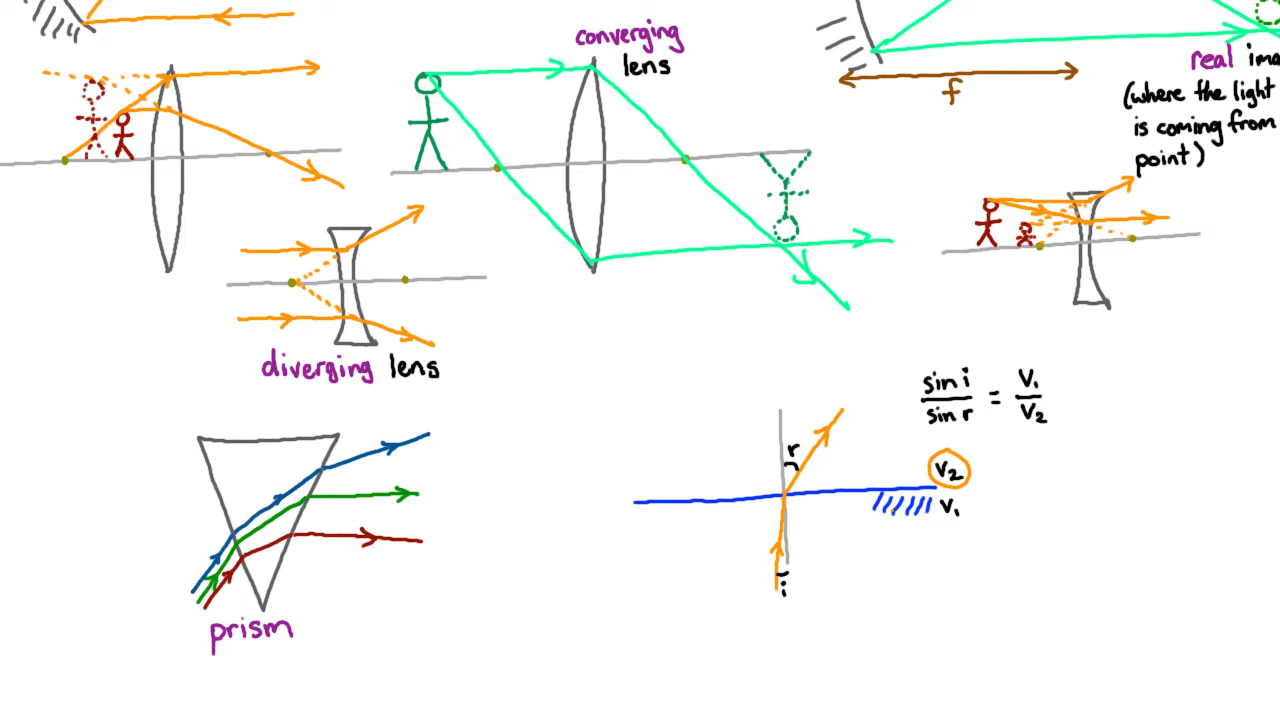 converging
lens
f
real ima
(where the light
is coming from
point)
diverging lens
sin i / sin r = v₁ / v₂
r
v₂
v₁
i
prism